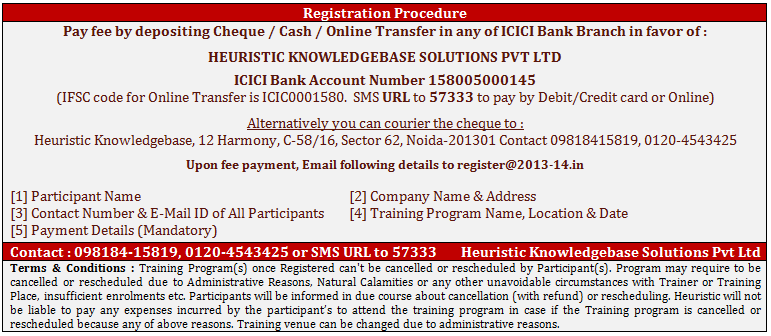 Registration Procedure
Pay fee by depositing Cheque / Cash / Online Transfer in any of ICICI Bank Branch in favor of :
HEURISTIC KNOWLEDGEBASE SOLUTIONS PVT LTD
ICICI Bank Account Number 158005000145
(IFSC code for Online Transfer is ICIC0001580. SMS URL to 57333 to pay by Debit/Credit card or Online)
Alternatively you can courier the cheque to :
Heuristic Knowledgebase, 12 Harmony, C-58/16, Sector 62, Noida-201301 Contact 09818415819, 0120-4543425
Upon fee payment, Email following details to register@2013-14.in
[1] Participant Name [2] Company Name & Address
[3] Contact Number & E-Mail ID of All Participants [4] Training Program Name, Location & Date
[5] Payment Details (Mandatory)
Contact : 098184-15819, 0120-4543425 or SMS URL to 57333 Heuristic Knowledgebase Solutions Pvt Ltd
Terms & Conditions : Training Program(s) once Registered can't be cancelled or rescheduled by Participant(s). Program may require to be
cancelled or rescheduled due to Administrative Reasons, Natural Calamities or any other unavoidable circumstances with Trainer or Training
Place, insufficient enrolments etc. Participants will be informed in due course about cancellation (with refund) or rescheduling. Heuristic will not
be liable to pay any expenses incurred by the participant's to attend the training program in case if the Training program is cancelled or
rescheduled because any of above reasons. Training venue can be changed due to administrative reasons.